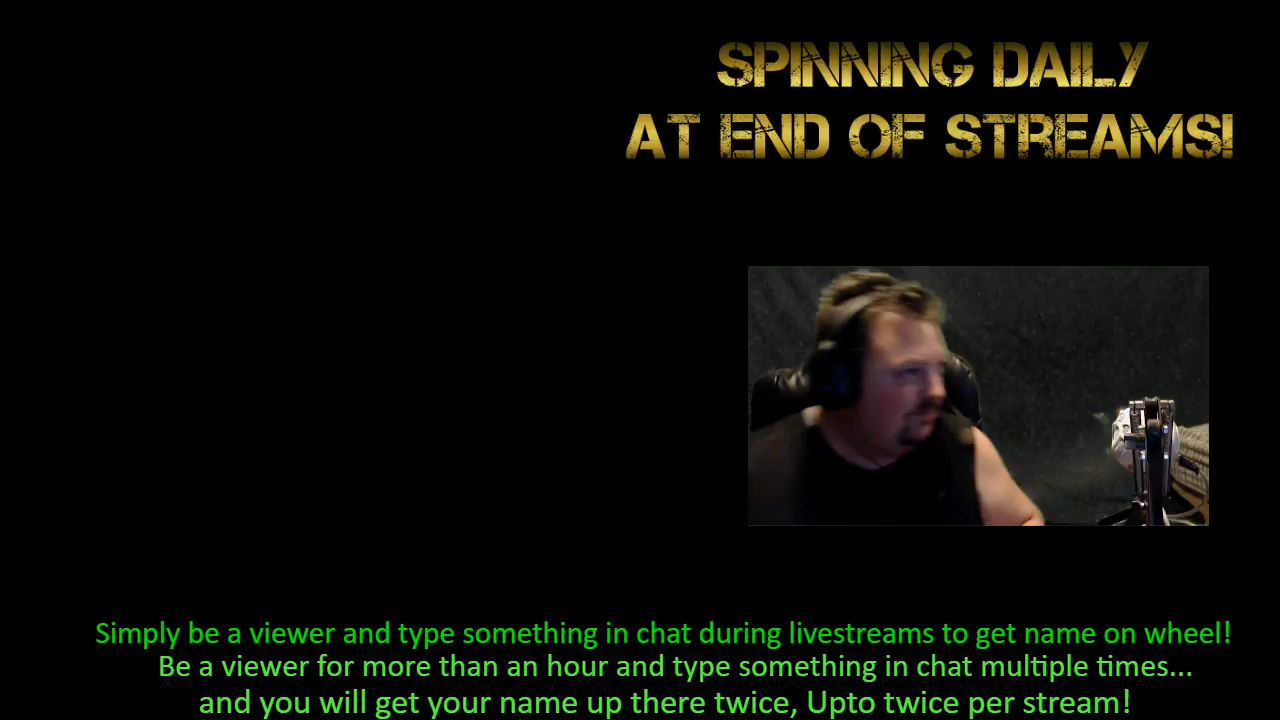 SPINNING DAILY
AT END OF STREAMS!
Simply be a viewer and type something in chat during livestreams to get name on wheel!
Be a viewer for more than an hour and type something in chat multiple times...
and you will get your name up there twice, Upto twice per stream!